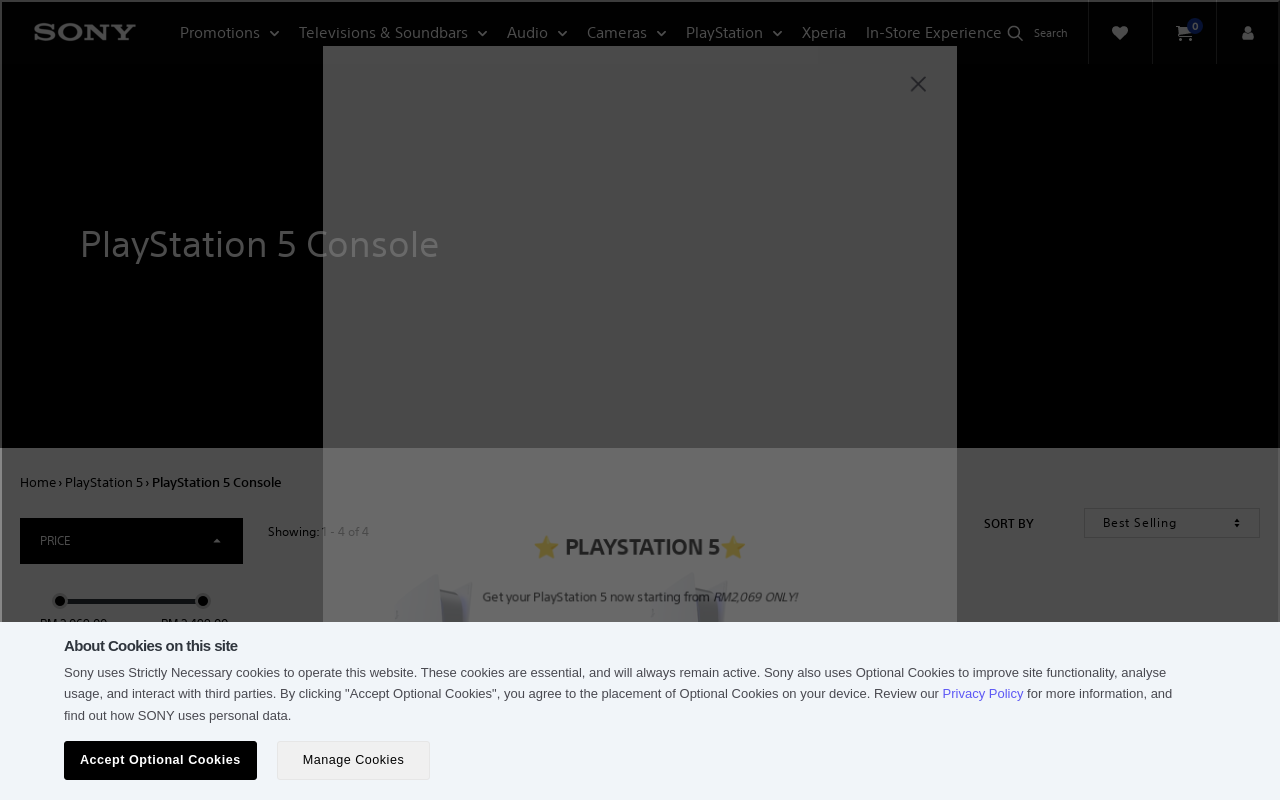 SONY
Promotions
Televisions & Soundbars
Audio
Cameras
PlayStation
Xperia
In-Store Experience
Search
0
PlayStation 5 Console
Home › PlayStation 5 › PlayStation 5 Console
PRICE
Showing: 1 - 4 of 4
SORT BY
Best Selling
⭐ PLAYSTATION 5⭐
Get your PlayStation 5 now starting from RM2,069 ONLY!
About Cookies on this site
Sony uses Strictly Necessary cookies to operate this website. These cookies are essential, and will always remain active. Sony also uses Optional Cookies to improve site functionality, analyse
usage, and interact with third parties. By clicking "Accept Optional Cookies", you agree to the placement of Optional Cookies on your device. Review our Privacy Policy for more information, and
find out how SONY uses personal data.
Accept Optional Cookies
Manage Cookies